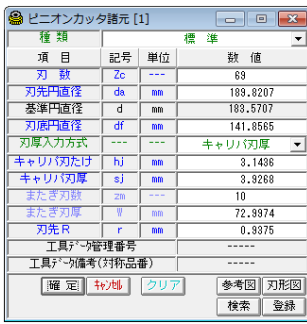 ピニオンカッタ諸元 [1]
種 類 標 準
項 目 記号 単位 数 値
刃 数 Zc --- 69
刃先円直径 da mm 189.8207
基準円直径 d mm 183.5707
刃底円直径 df mm 141.8565
刃厚入力方式 --- --- キャリパ刃厚
キャリパ刃たけ hj mm 3.1436
キャリパ刃厚 sj mm 3.9268
またぎ刃数 zm --- 10
またぎ刃厚 W mm 72.9974
刃先R r mm 0.9375
工具データ管理番号 -----
工具データ備考(対称品番) -----
確 定 キャンセル クリア 参考図 刃形図
検索 登録